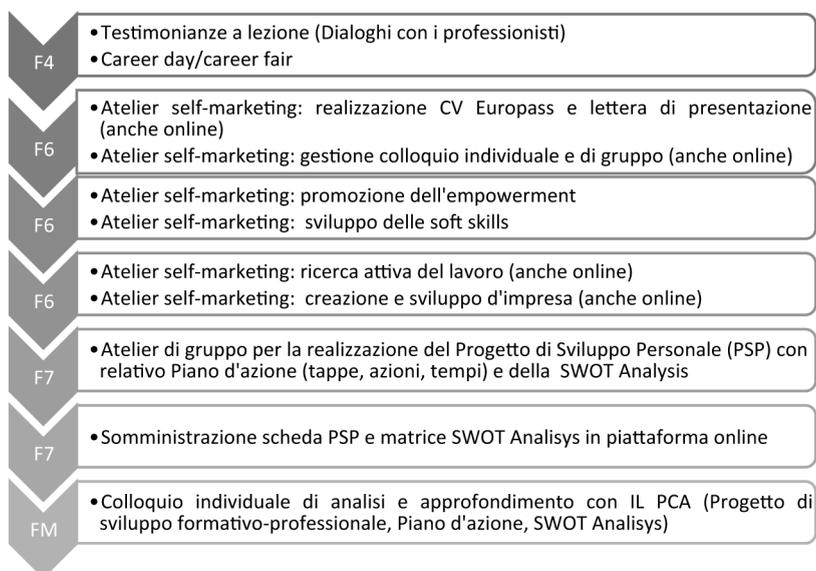 F4
•Testimonianze a lezione (Dialoghi con i professionisti)
•Career day/career fair
F6
•Atelier self-marketing: realizzazione CV Europass e lettera di presentazione
(anche online)
•Atelier self-marketing: gestione colloquio individuale e di gruppo (anche online)
F6
•Atelier self-marketing: promozione dell'empowerment
•Atelier self-marketing: sviluppo delle soft skills
F6
•Atelier self-marketing: ricerca attiva del lavoro (anche online)
•Atelier self-marketing: creazione e sviluppo d'impresa (anche online)
F7
•Atelier di gruppo per la realizzazione del Progetto di Sviluppo Personale (PSP) con
relativo Piano d'azione (tappe, azioni, tempi) e della SWOT Analysis
F7
•Somministrazione scheda PSP e matrice SWOT Analisys in piattaforma online
FM
•Colloquio individuale di analisi e approfondimento con IL PCA (Progetto di
sviluppo formativo-professionale, Piano d'azione, SWOT Analisys)